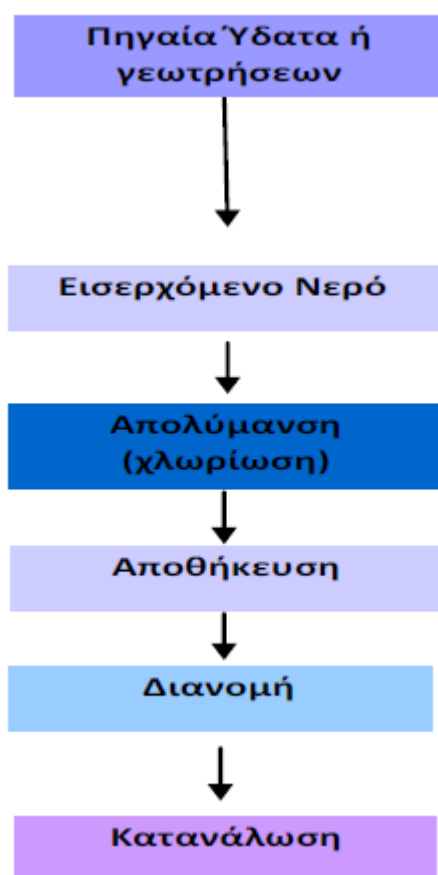 Πηγαία Ύδατα ή
γεωτρήσεων
Εισερχόμενο Νερό
Απολύμανση
(χλωρίωση)
Αποθήκευση
Διανομή
Κατανάλωση